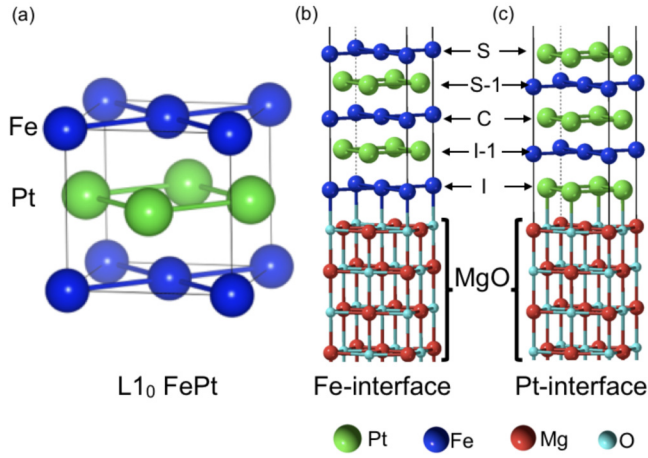 (a)
(b)
(c)
Fe
Pt
S
S-1
C
I-1
I
MgO
L1₀ FePt
Fe-interface
Pt-interface
Pt
Fe
Mg
O